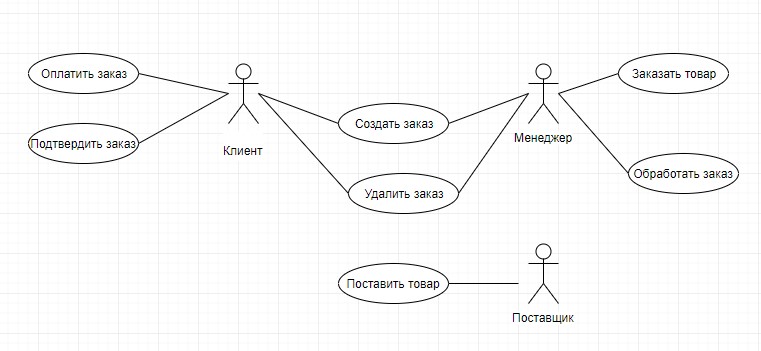 Оплатить заказ
Заказать товар
Создать заказ
Подтвердить заказ
Менеджер
Клиент
Обработать заказ
Удалить заказ
Поставить товар
Поставщик